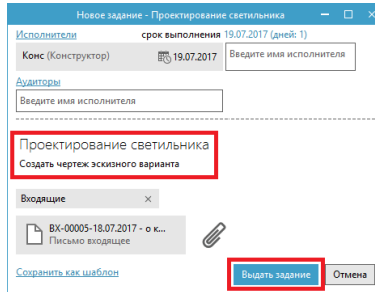 Новое задание - Проектирование светильника
Исполнители срок выполнения 19.07.2017 (дней: 1)
Конс (Конструктор) 19.07.2017 Введите имя исполнителя
Аудиторы
Введите имя исполнителя
Проектирование светильника
Создать чертеж эскизного варианта
Входящие ×
ВХ-00005-18.07.2017 - о к...
Письмо входящее
Сохранить как шаблон Выдать задание Отмена